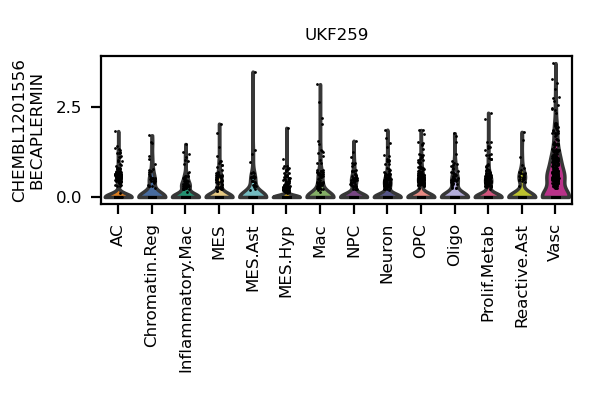 UKF259
CHEMBL1201556
BECAPLERMIN
2.5
0.0
AC
Chromatin.Reg
Inflammatory.Mac
MES
MES.Ast
MES.Hyp
Mac
NPC
Neuron
OPC
Oligo
Prolif.Metab
Reactive.Ast
Vasc